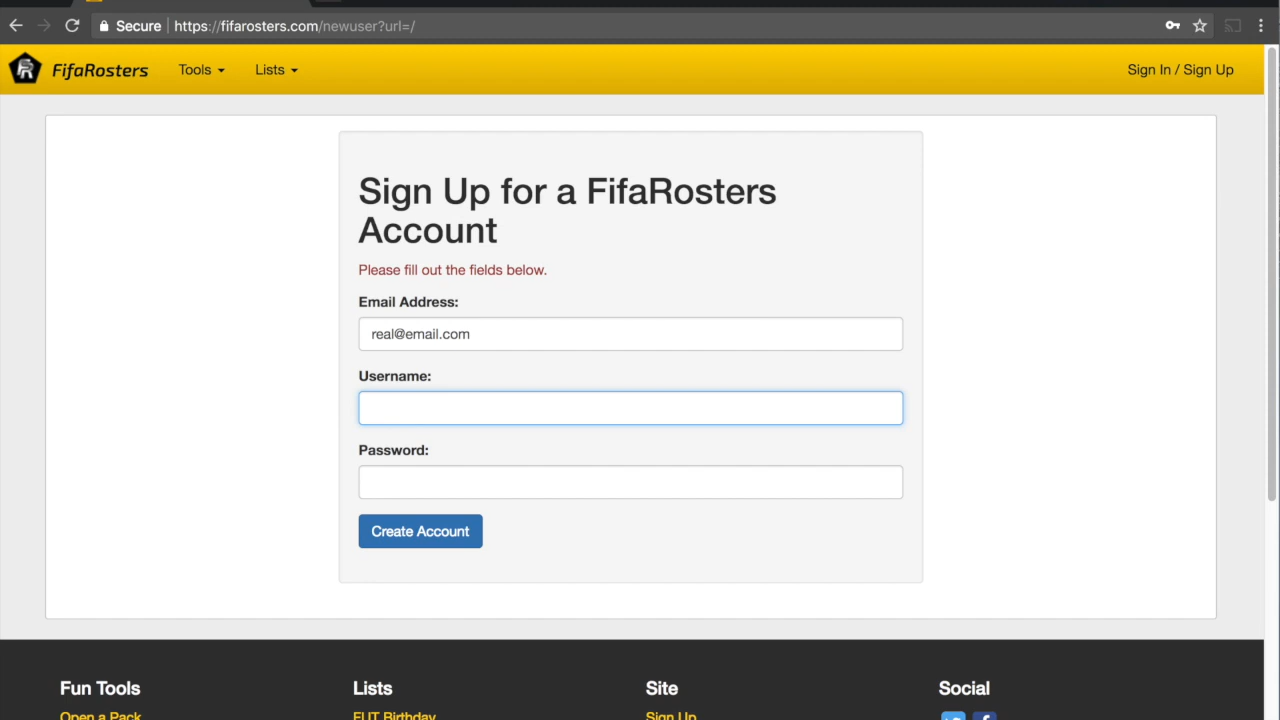 Secure https://fifarosters.com/newuser?url=/
FifaRosters Tools Lists Sign In / Sign Up
Sign Up for a FifaRosters
Account
Please fill out the fields below.
Email Address:
real@email.com
Username:
Password:
Create Account
Fun Tools Lists Site Social
Open a Pack FUT Birthday Sign Up